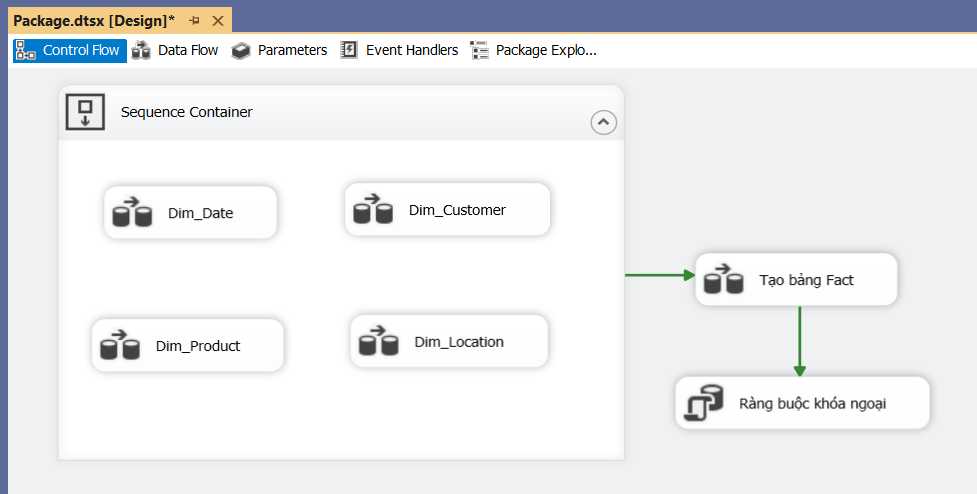 Package.dtsx [Design]*
Control Flow
Data Flow
Parameters
Event Handlers
Package Explo...
Sequence Container
Dim_Date
Dim_Customer
Dim_Product
Dim_Location
Tạo bảng Fact
Ràng buộc khóa ngoại